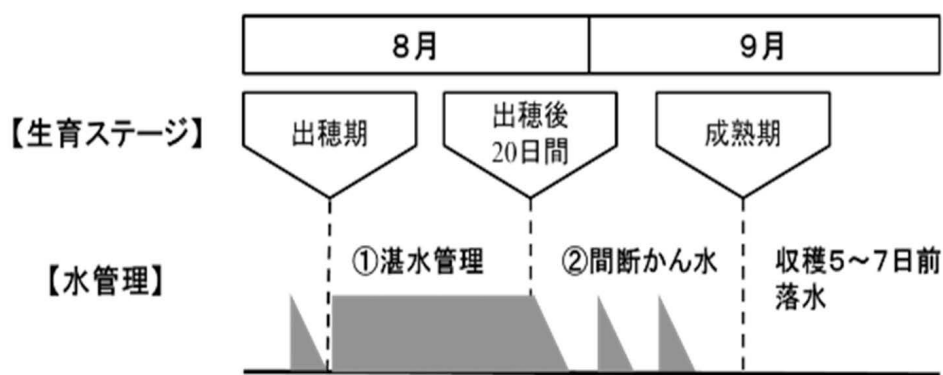 8月
9月
【生育ステージ】
出穂期
出穂後
20日間
成熟期
【水管理】
①湛水管理
②間断かん水
収穫5～7日前
落水